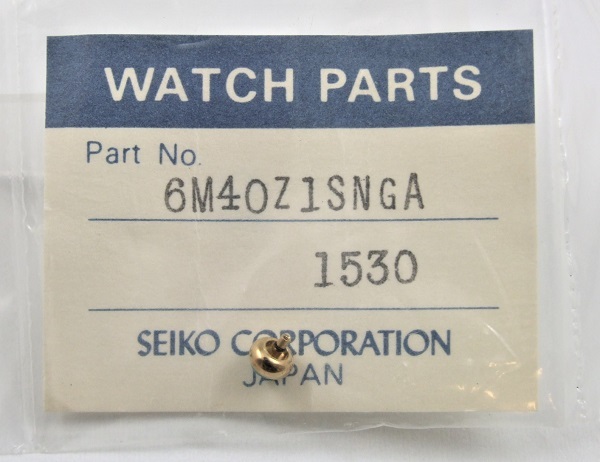 WATCH PARTS
Part No.
6M40Z1SNGA
1530
SEIKO CORPORATION
JAPAN